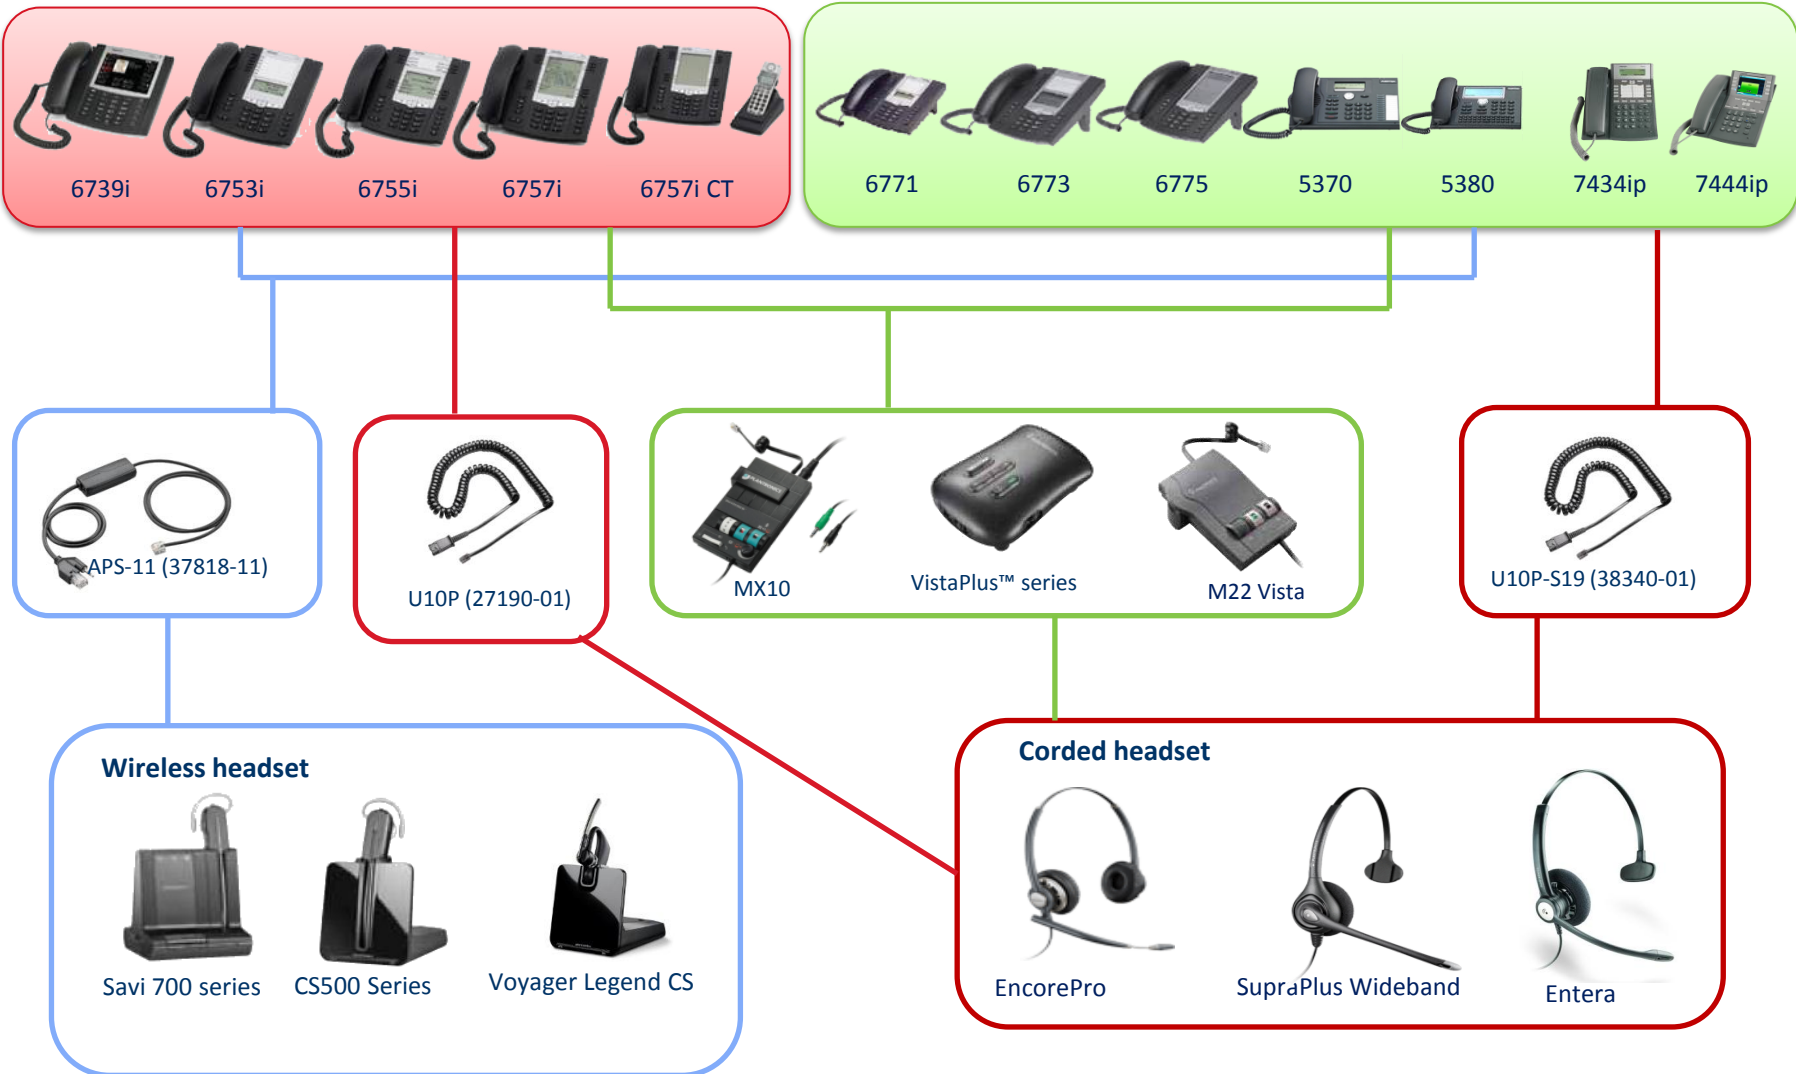 6739i
6753i
6755i
6757i
6757i CT
6771
6773
6775
5370
5380
7434ip
7444ip
APS-11 (37818-11)
U10P (27190-01)
MX10
VistaPlus™ series
M22 Vista
U10P-S19 (38340-01)
Wireless headset
Savi 700 series
CS500 Series
Voyager Legend CS
Corded headset
EncorePro
SupraPlus Wideband
Entera